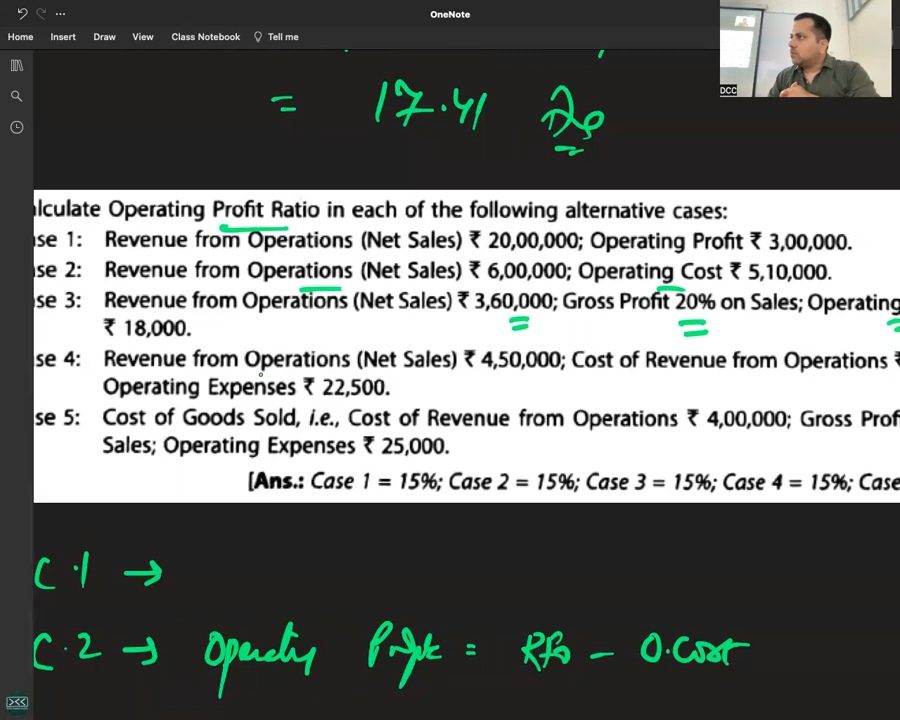 OneNote
Home Insert Draw View Class Notebook Tell me
DCC
= 17.41
alculate Operating Profit Ratio in each of the following alternative cases:
ase 1: Revenue from Operations (Net Sales) ₹ 20,00,000; Operating Profit ₹ 3,00,000.
ase 2: Revenue from Operations (Net Sales) ₹ 6,00,000; Operating Cost ₹ 5,10,000.
ase 3: Revenue from Operations (Net Sales) ₹ 3,60,000; Gross Profit 20% on Sales; Operating
₹ 18,000.
ase 4: Revenue from Operations (Net Sales) ₹ 4,50,000; Cost of Revenue from Operations ₹
Operating Expenses ₹ 22,500.
ase 5: Cost of Goods Sold, i.e., Cost of Revenue from Operations ₹ 4,00,000; Gross Prof
Sales; Operating Expenses ₹ 25,000.
[Ans.: Case 1 = 15%; Case 2 = 15%; Case 3 = 15%; Case 4 = 15%; Case
C.1 →
C.2 → Operating Profit = RFO - O.Cost